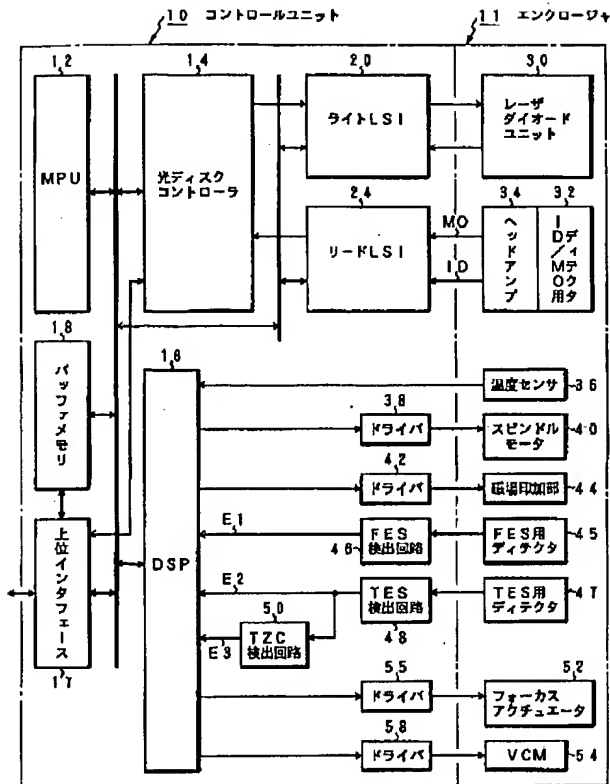 10 コントロールユニット
11 エンクロージャ
12
MPU
14
光ディスク
コントローラ
20
ライトLSI
30
レーザ
ダイオード
ユニット
24
リードLSI
MO
ID
34
ヘッドアンプ
32
ID/MO用
ディテクタ
18
バッファメモリ
16
DSP
温度センサ
36
38
ドライバ
スピンドル
モータ
40
42
ドライバ
磁場印加部
44
E1
46
FES
検出回路
FES用
ディテクタ
45
E2
TES
検出回路
48
TES用
ディテクタ
47
50
TZC
検出回路
E3
上位インタフェース
17
55
ドライバ
52
フォーカス
アクチュエータ
58
ドライバ
VCM
54